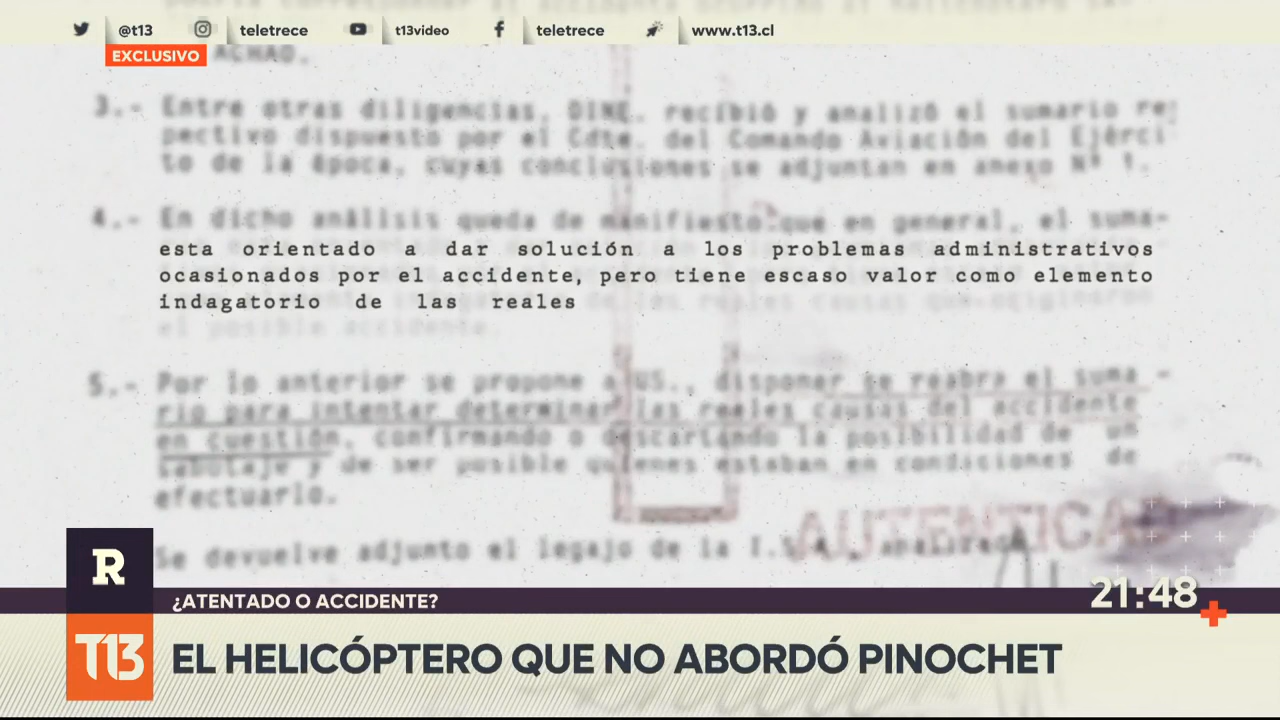 @t13 teletrece t13video teletrece www.t13.cl
EXCLUSIVO
ACHAO.
3.- Entre otras diligencias, DINE. recibió y analizó el sumario res
pectivo dispuesto por el Cdte. del Comando Aviación del Ejérci
to de la época, cuyas conclusiones se adjuntan en anexo Nº 1.
4.- En dicho análisis queda de manifiesto que en general, el suma-
esta orientado a dar solución a los problemas administrativos
ocasionados por el accidente, pero tiene escaso valor como elemento
indagatorio de las reales
el posible accidente.
5.- Por lo anterior se propone a US., disponer se reabra el suma -
rio para intentar determinar las reales causas del accidente
en cuestión, confirmando o descartando la posibilidad de un
sabotaje y de ser posible quienes estaban en condiciones de
efectuarlo.
Se devuelve adjunto el legajo de la
AUTENTICAD
R
¿ATENTADO O ACCIDENTE?
21:48
T13
EL HELICÓPTERO QUE NO ABORDÓ PINOCHET